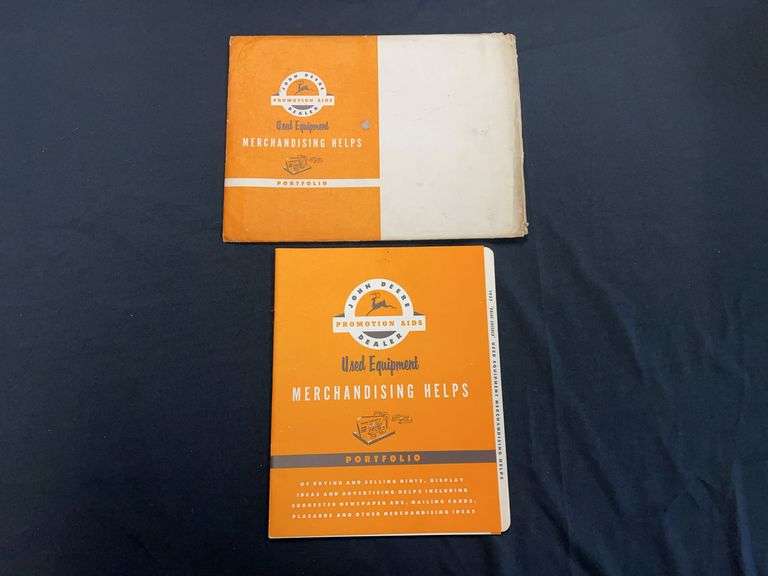 JOHN DEERE
PROMOTION AIDS
DEALER
Used Equipment
MERCHANDISING HELPS
PORTFOLIO
JOHN DEERE
PROMOTION AIDS
DEALER
Used Equipment
MERCHANDISING HELPS
PORTFOLIO
OF BUYING AND SELLING HINTS, DISPLAY
IDEAS AND ADVERTISING HELPS INCLUDING
SUGGESTED NEWSPAPER ADS, MAILING CARDS,
PLACARDS AND OTHER MERCHANDISING IDEAS
USED EQUIPMENT MERCHANDISING HELPS